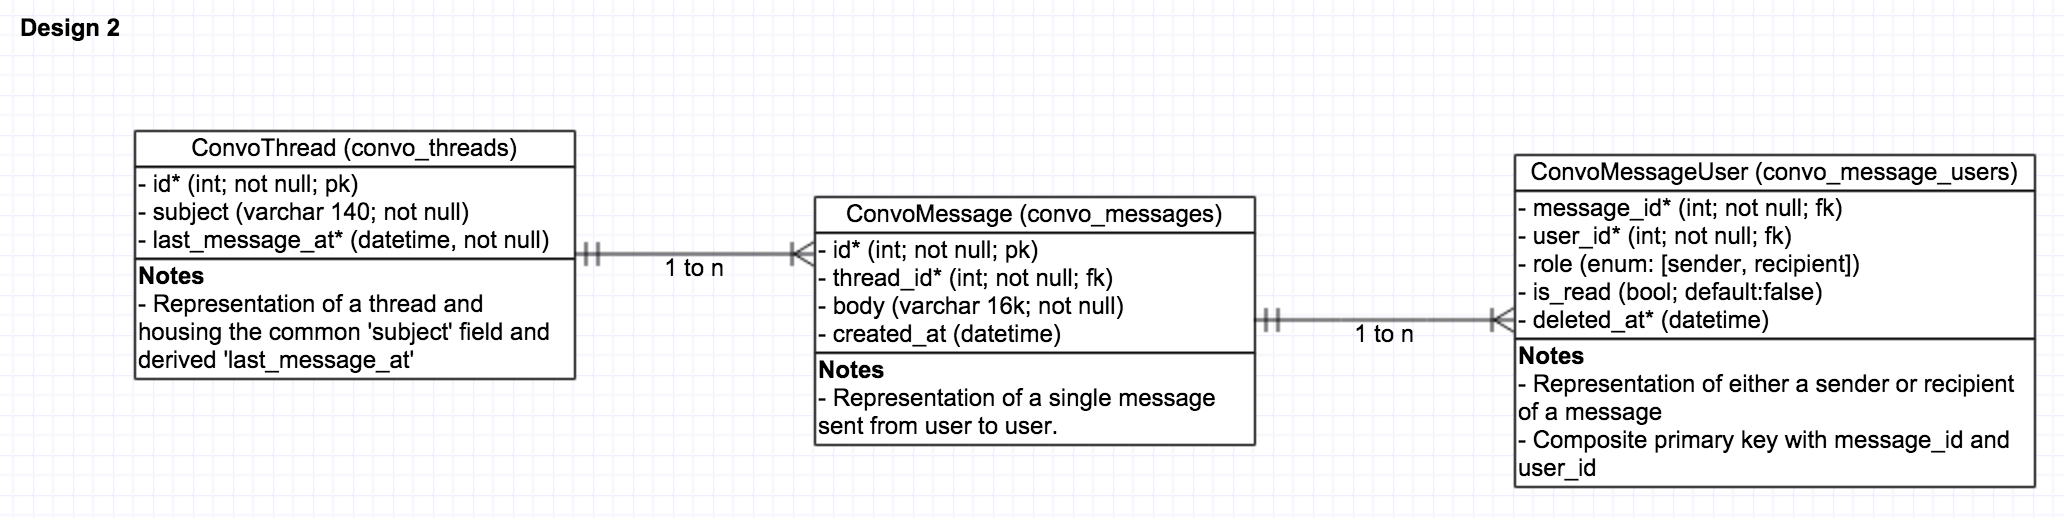 Design 2
ConvoThread (convo_threads)
- id* (int; not null; pk)
- subject (varchar 140; not null)
- last_message_at* (datetime, not null)
Notes
- Representation of a thread and
housing the common 'subject' field and
derived 'last_message_at'
1 to n
ConvoMessage (convo_messages)
- id* (int; not null; pk)
- thread_id* (int; not null; fk)
- body (varchar 16k; not null)
- created_at (datetime)
Notes
- Representation of a single message
sent from user to user.
1 to n
ConvoMessageUser (convo_message_users)
- message_id* (int; not null; fk)
- user_id* (int; not null; fk)
- role (enum: [sender, recipient])
- is_read (bool; default:false)
- deleted_at* (datetime)
Notes
- Representation of either a sender or recipient
of a message
- Composite primary key with message_id and
user_id